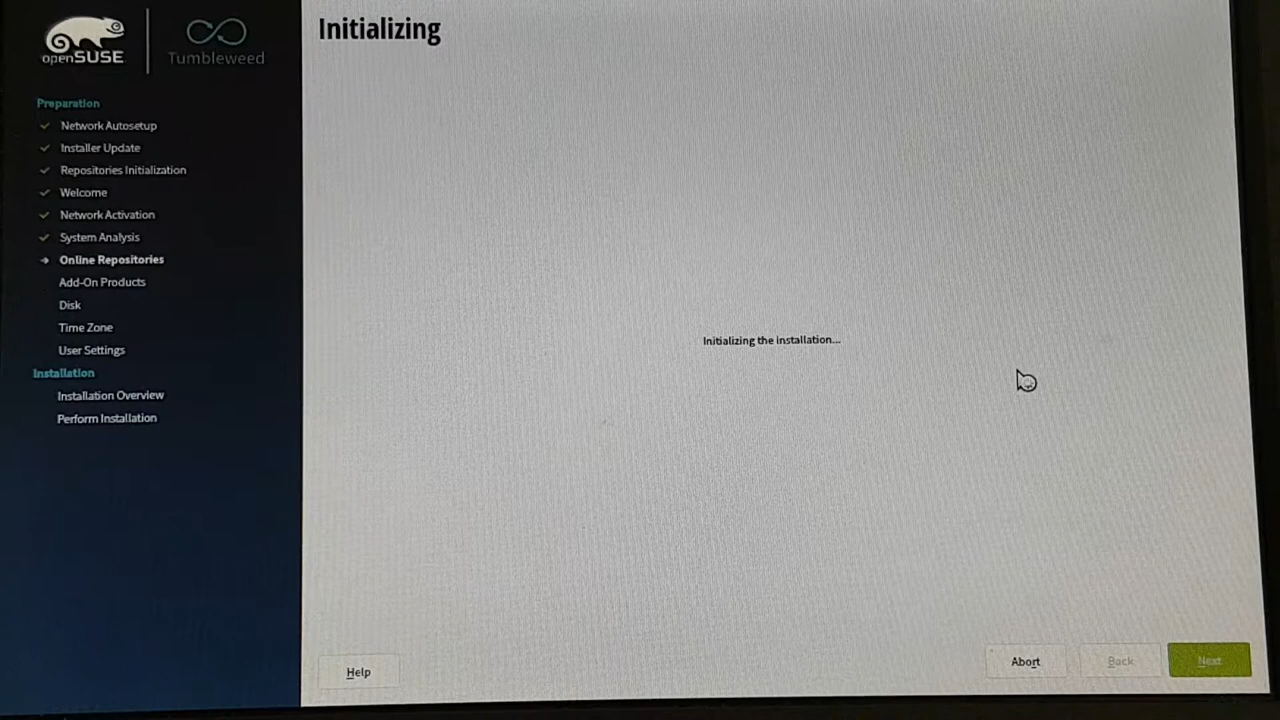 openSUSE
Tumbleweed
Preparation
Network Autosetup
Installer Update
Repositories Initialization
Welcome
Network Activation
System Analysis
Online Repositories
Add-On Products
Disk
Time Zone
User Settings
Installation
Installation Overview
Perform Installation
Initializing
Initializing the installation...
Help
Abort
Back
Next